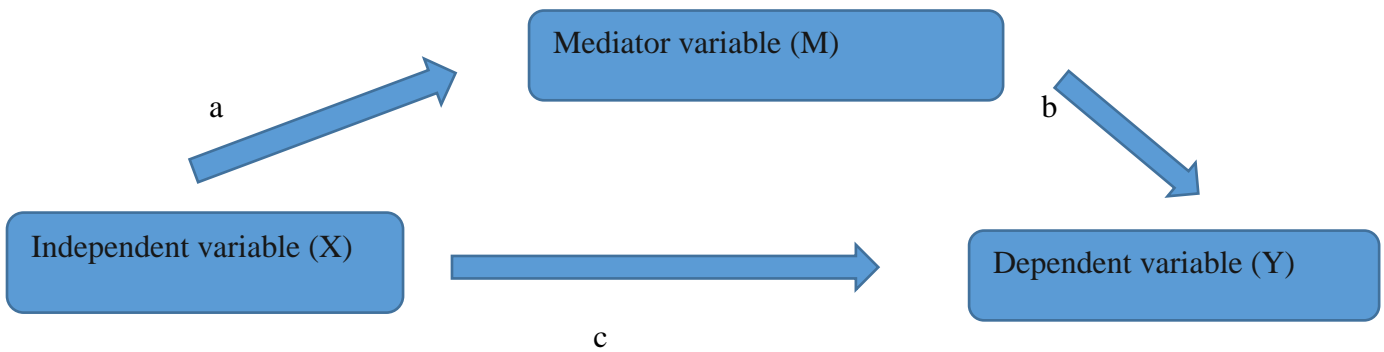 Mediator variable (M)
a
b
Independent variable (X)
Dependent variable (Y)
c